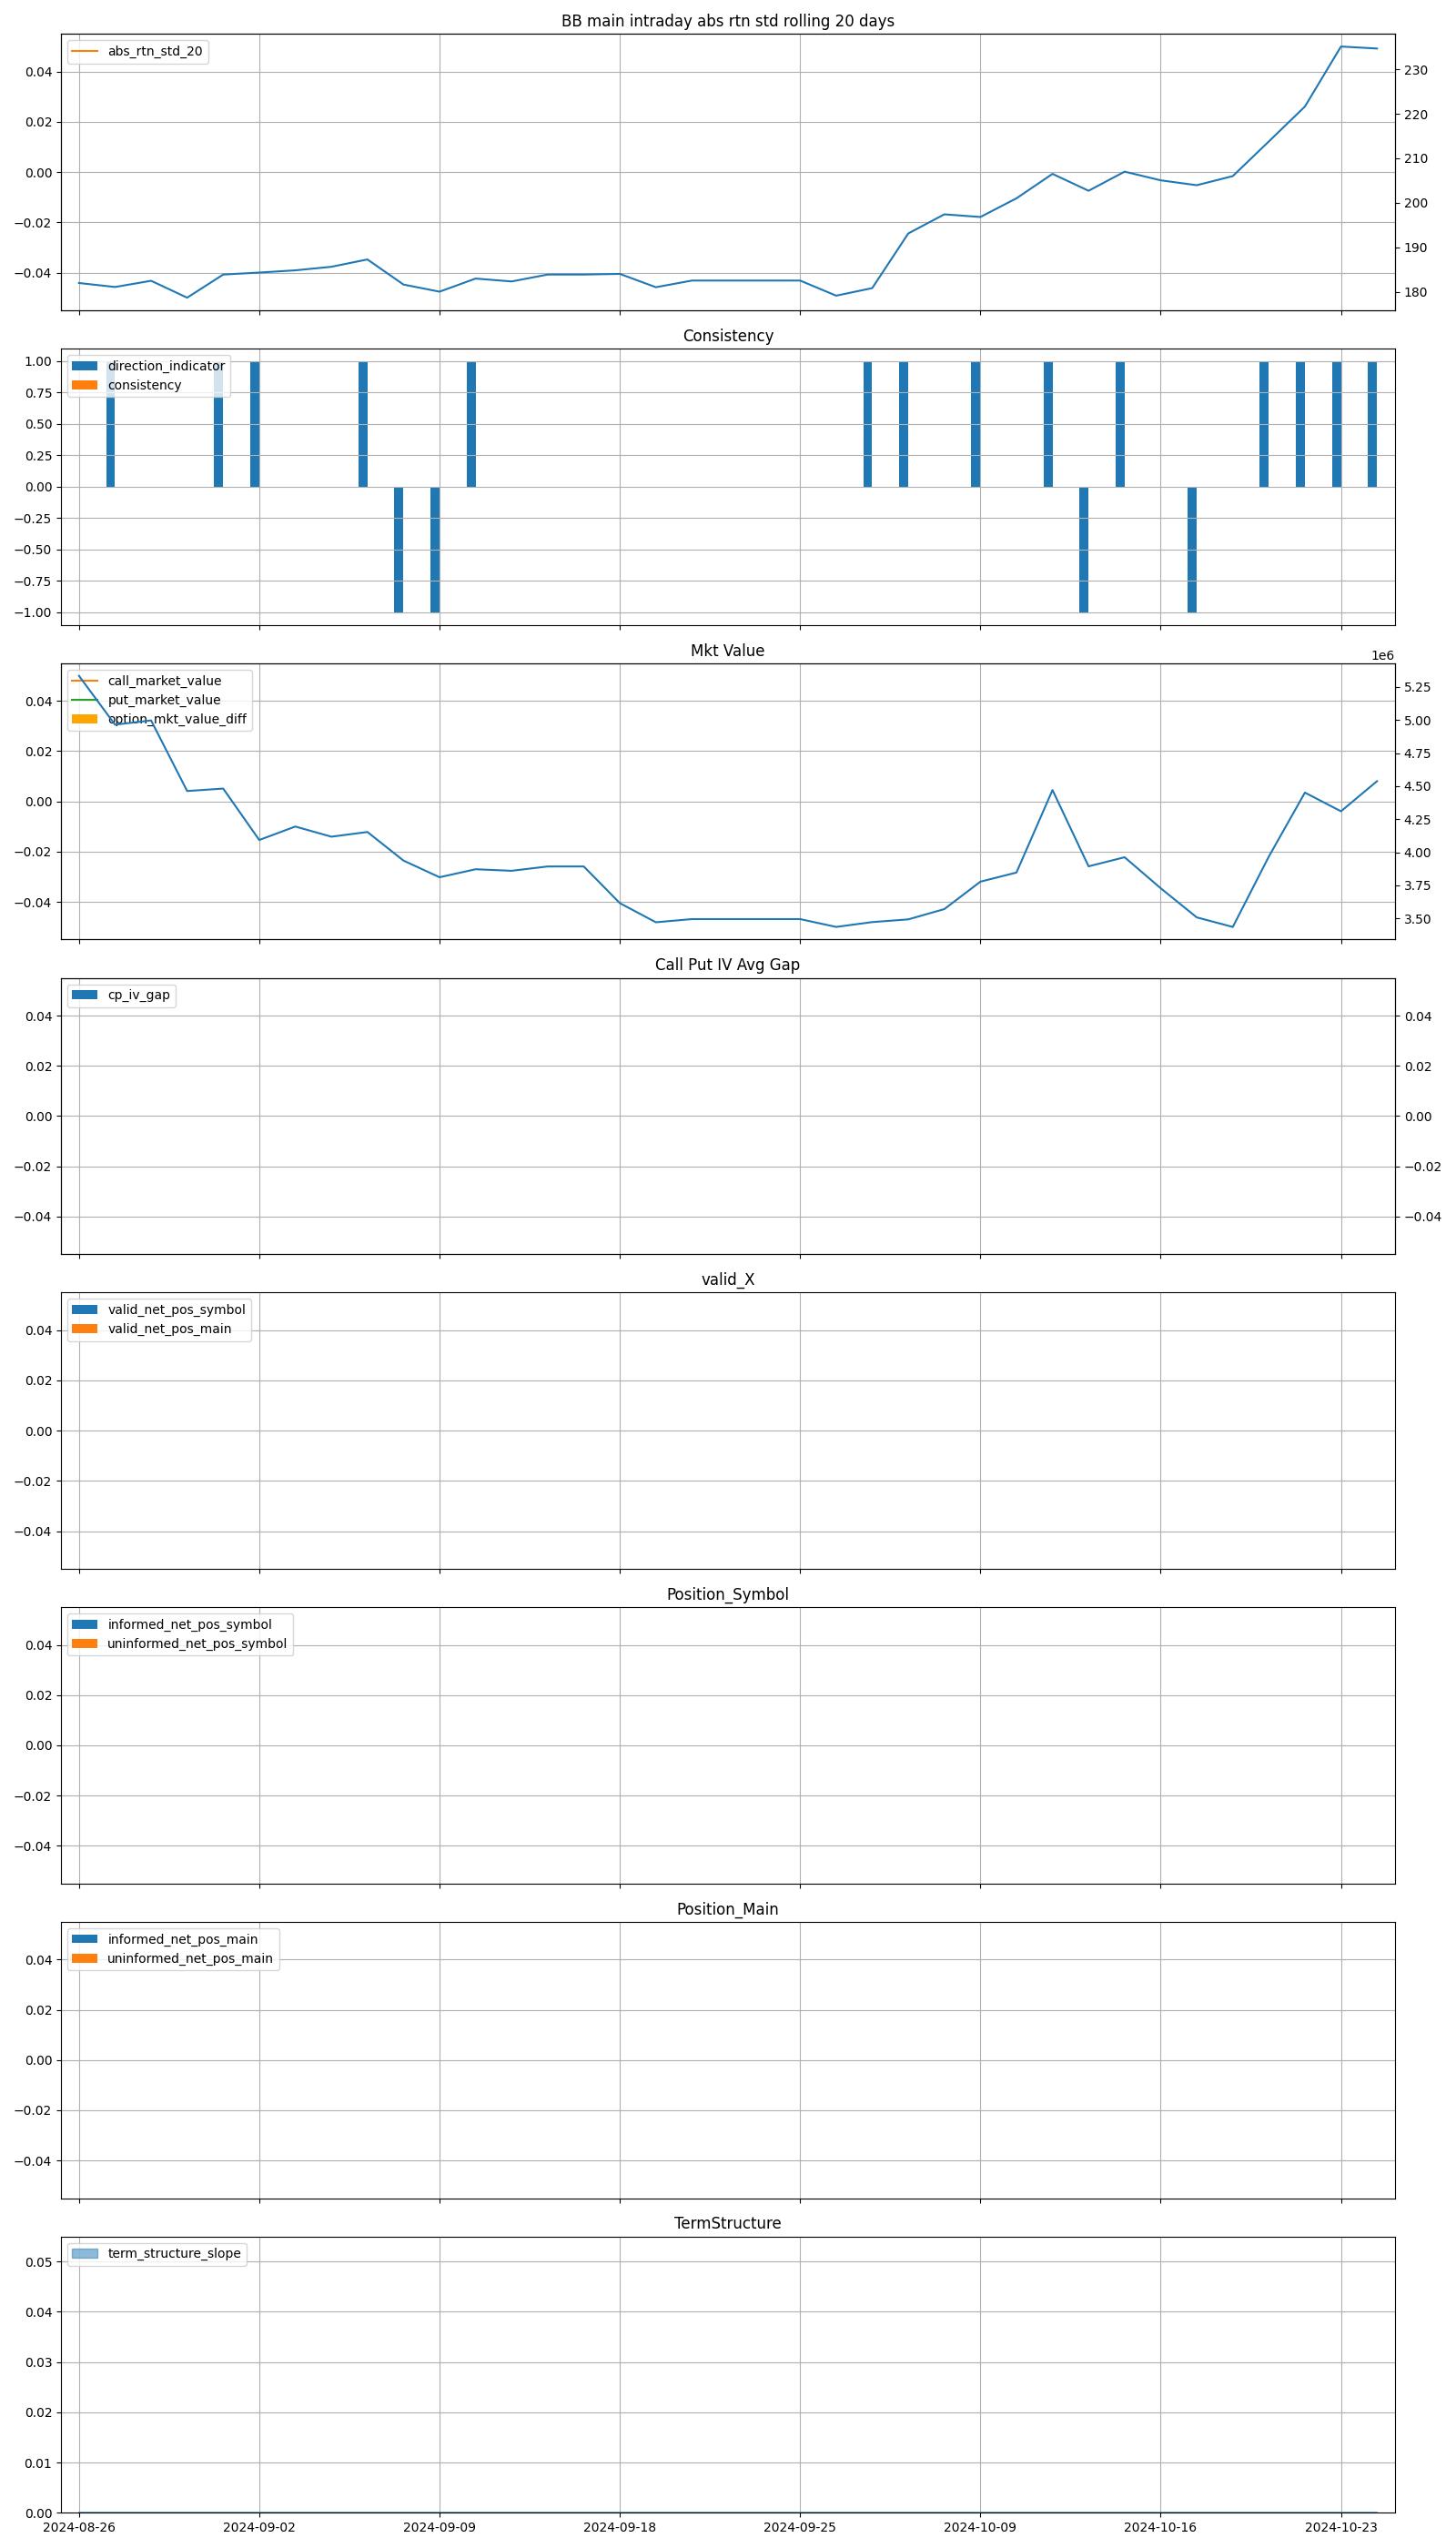 BB main intraday abs rtn std rolling 20 days
abs_rtn_std_20
0.04
0.02
0.00
−0.02
−0.04
230
220
210
200
190
180
Consistency
direction_indicator
consistency
1.00
0.75
0.50
0.25
0.00
−0.25
−0.50
−0.75
−1.00
Mkt Value
1e6
call_market_value
put_market_value
option_mkt_value_diff
0.04
0.02
0.00
−0.02
−0.04
5.25
5.00
4.75
4.50
4.25
4.00
3.75
3.50
Call Put IV Avg Gap
cp_iv_gap
0.04
0.02
0.00
−0.02
−0.04
0.04
0.02
0.00
−0.02
−0.04
valid_X
valid_net_pos_symbol
valid_net_pos_main
0.04
0.02
0.00
−0.02
−0.04
Position_Symbol
informed_net_pos_symbol
uninformed_net_pos_symbol
0.04
0.02
0.00
−0.02
−0.04
Position_Main
informed_net_pos_main
uninformed_net_pos_main
0.04
0.02
0.00
−0.02
−0.04
TermStructure
term_structure_slope
0.05
0.04
0.03
0.02
0.01
0.00
2024-08-26 2024-09-02 2024-09-09 2024-09-18 2024-09-25 2024-10-09 2024-10-16 2024-10-23